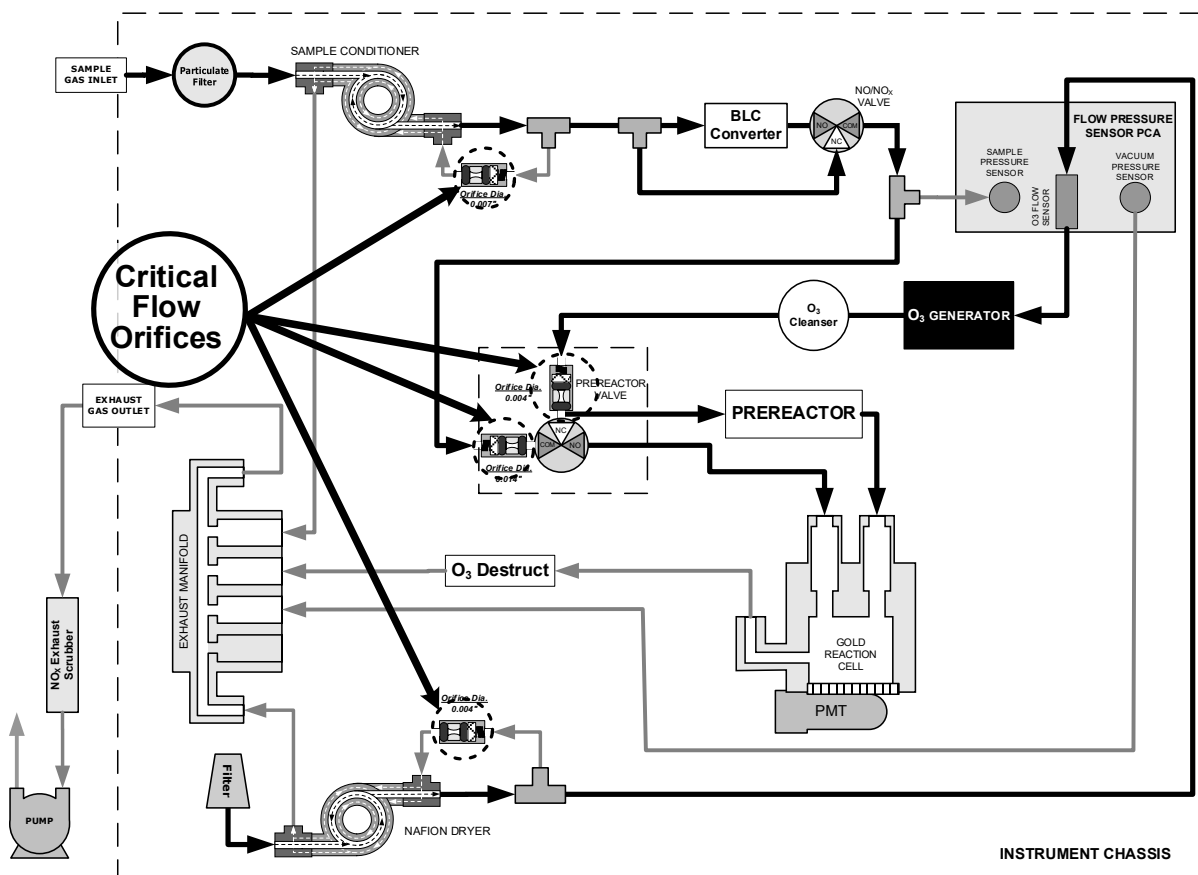 SAMPLE
GAS INLET
Particulate
Filter
SAMPLE CONDITIONER
Orifice Dia.
0.007"
BLC
Converter
NO/NOX
VALVE
NO
COM
NC
FLOW PRESSURE
SENSOR PCA
SAMPLE
PRESSURE
SENSOR
O3 FLOW
SENSOR
VACUUM
PRESSURE
SENSOR
Critical
Flow
Orifices
O3
Cleanser
O3 GENERATOR
EXHAUST
GAS OUTLET
Orifice Dia.
0.004"
PREREACTOR
VALVE
NC
COM
NO
Orifice Dia.
0.014"
PREREACTOR
EXHAUST MANIFOLD
O3 Destruct
NOX Exhaust
Scrubber
GOLD
REACTION
CELL
PMT
Orifice Dia.
0.004"
Filter
PUMP
NAFION DRYER
INSTRUMENT CHASSIS